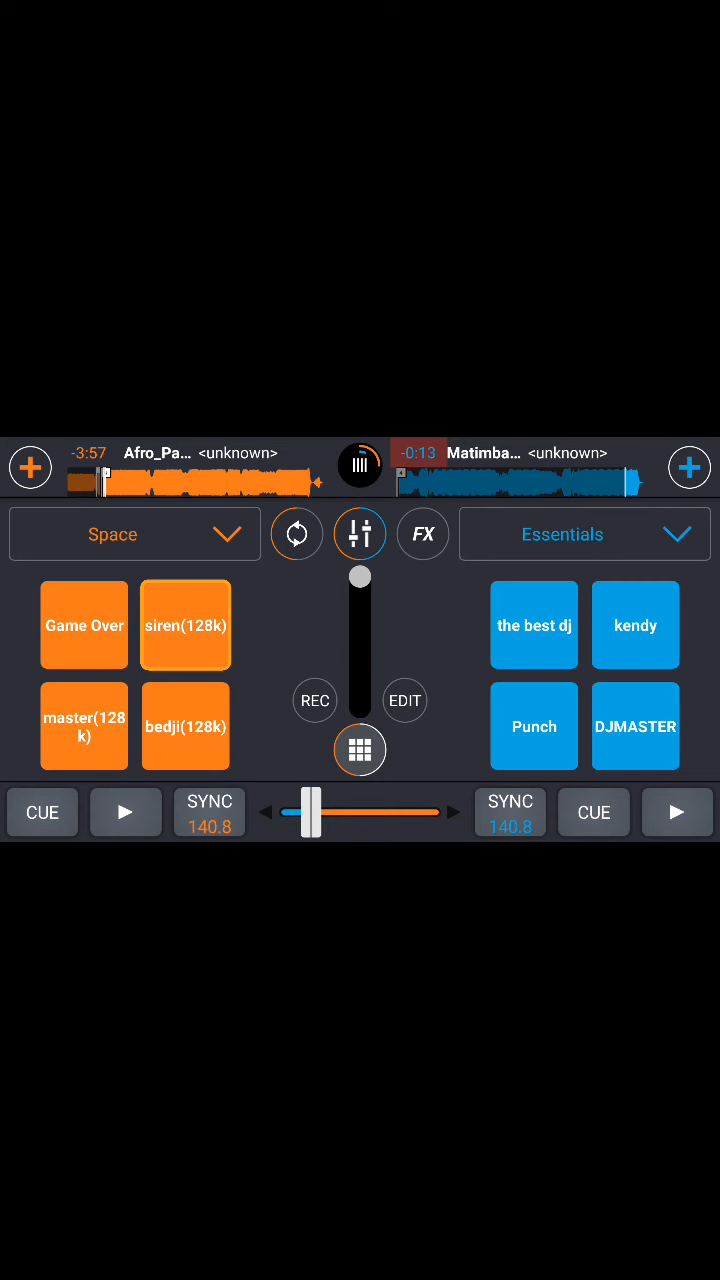 -3:57 Afro_Pa... <unknown>
-0:13 Matimba... <unknown>
Space
FX
Essentials
Game Over
siren(128k)
the best dj
kendy
master(128
k)
bedji(128k)
REC
EDIT
Punch
DJMASTER
CUE
SYNC
140.8
SYNC
140.8
CUE